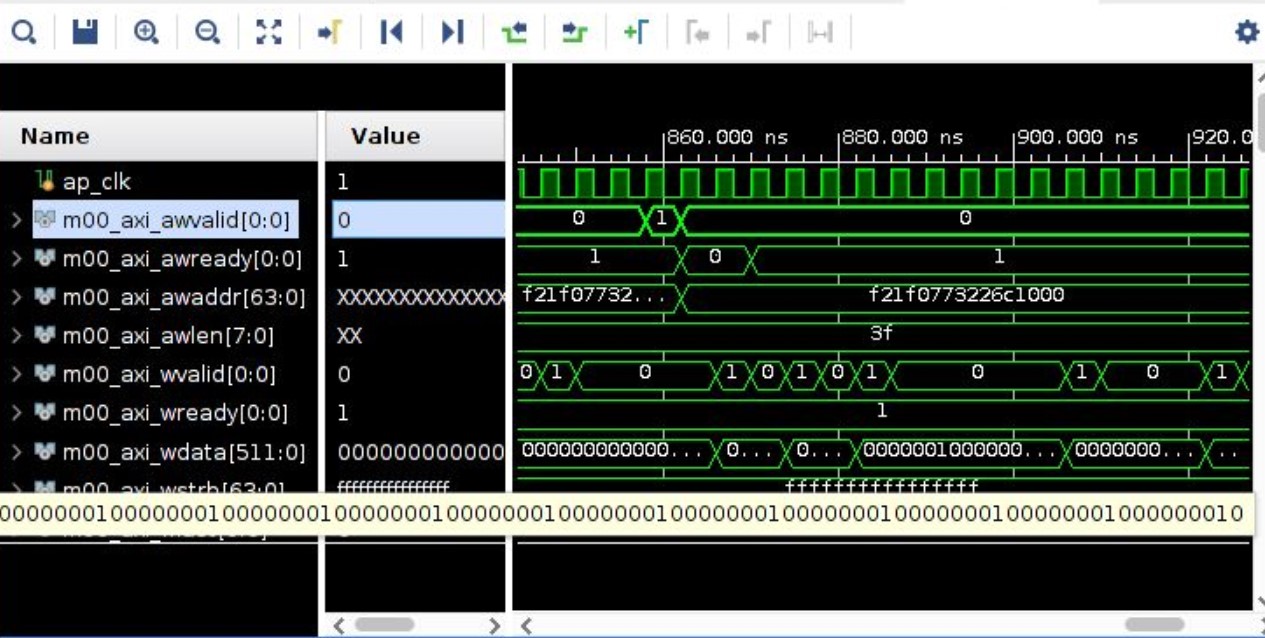 Name Value 860.000 ns 880.000 ns 900.000 ns 920.0
ap_clk 1
m00_axi_awvalid[0:0] 0 0 1 0
m00_axi_awready[0:0] 1 1 0 1
m00_axi_awaddr[63:0] XXXXXXXXXXXXXX f21f07732... f21f0773226c1000
m00_axi_awlen[7:0] XX 3f
m00_axi_wvalid[0:0] 0 0 1 0 1 0 1 0 1 0 1 0 1
m00_axi_wready[0:0] 1 1
m00_axi_wdata[511:0] 0000000000000 000000000000... 0... 0... 0000001000000... 0000000... ..
m00_axi_wstrb[63:0] ffffffffffffffff ffffffffffffffff